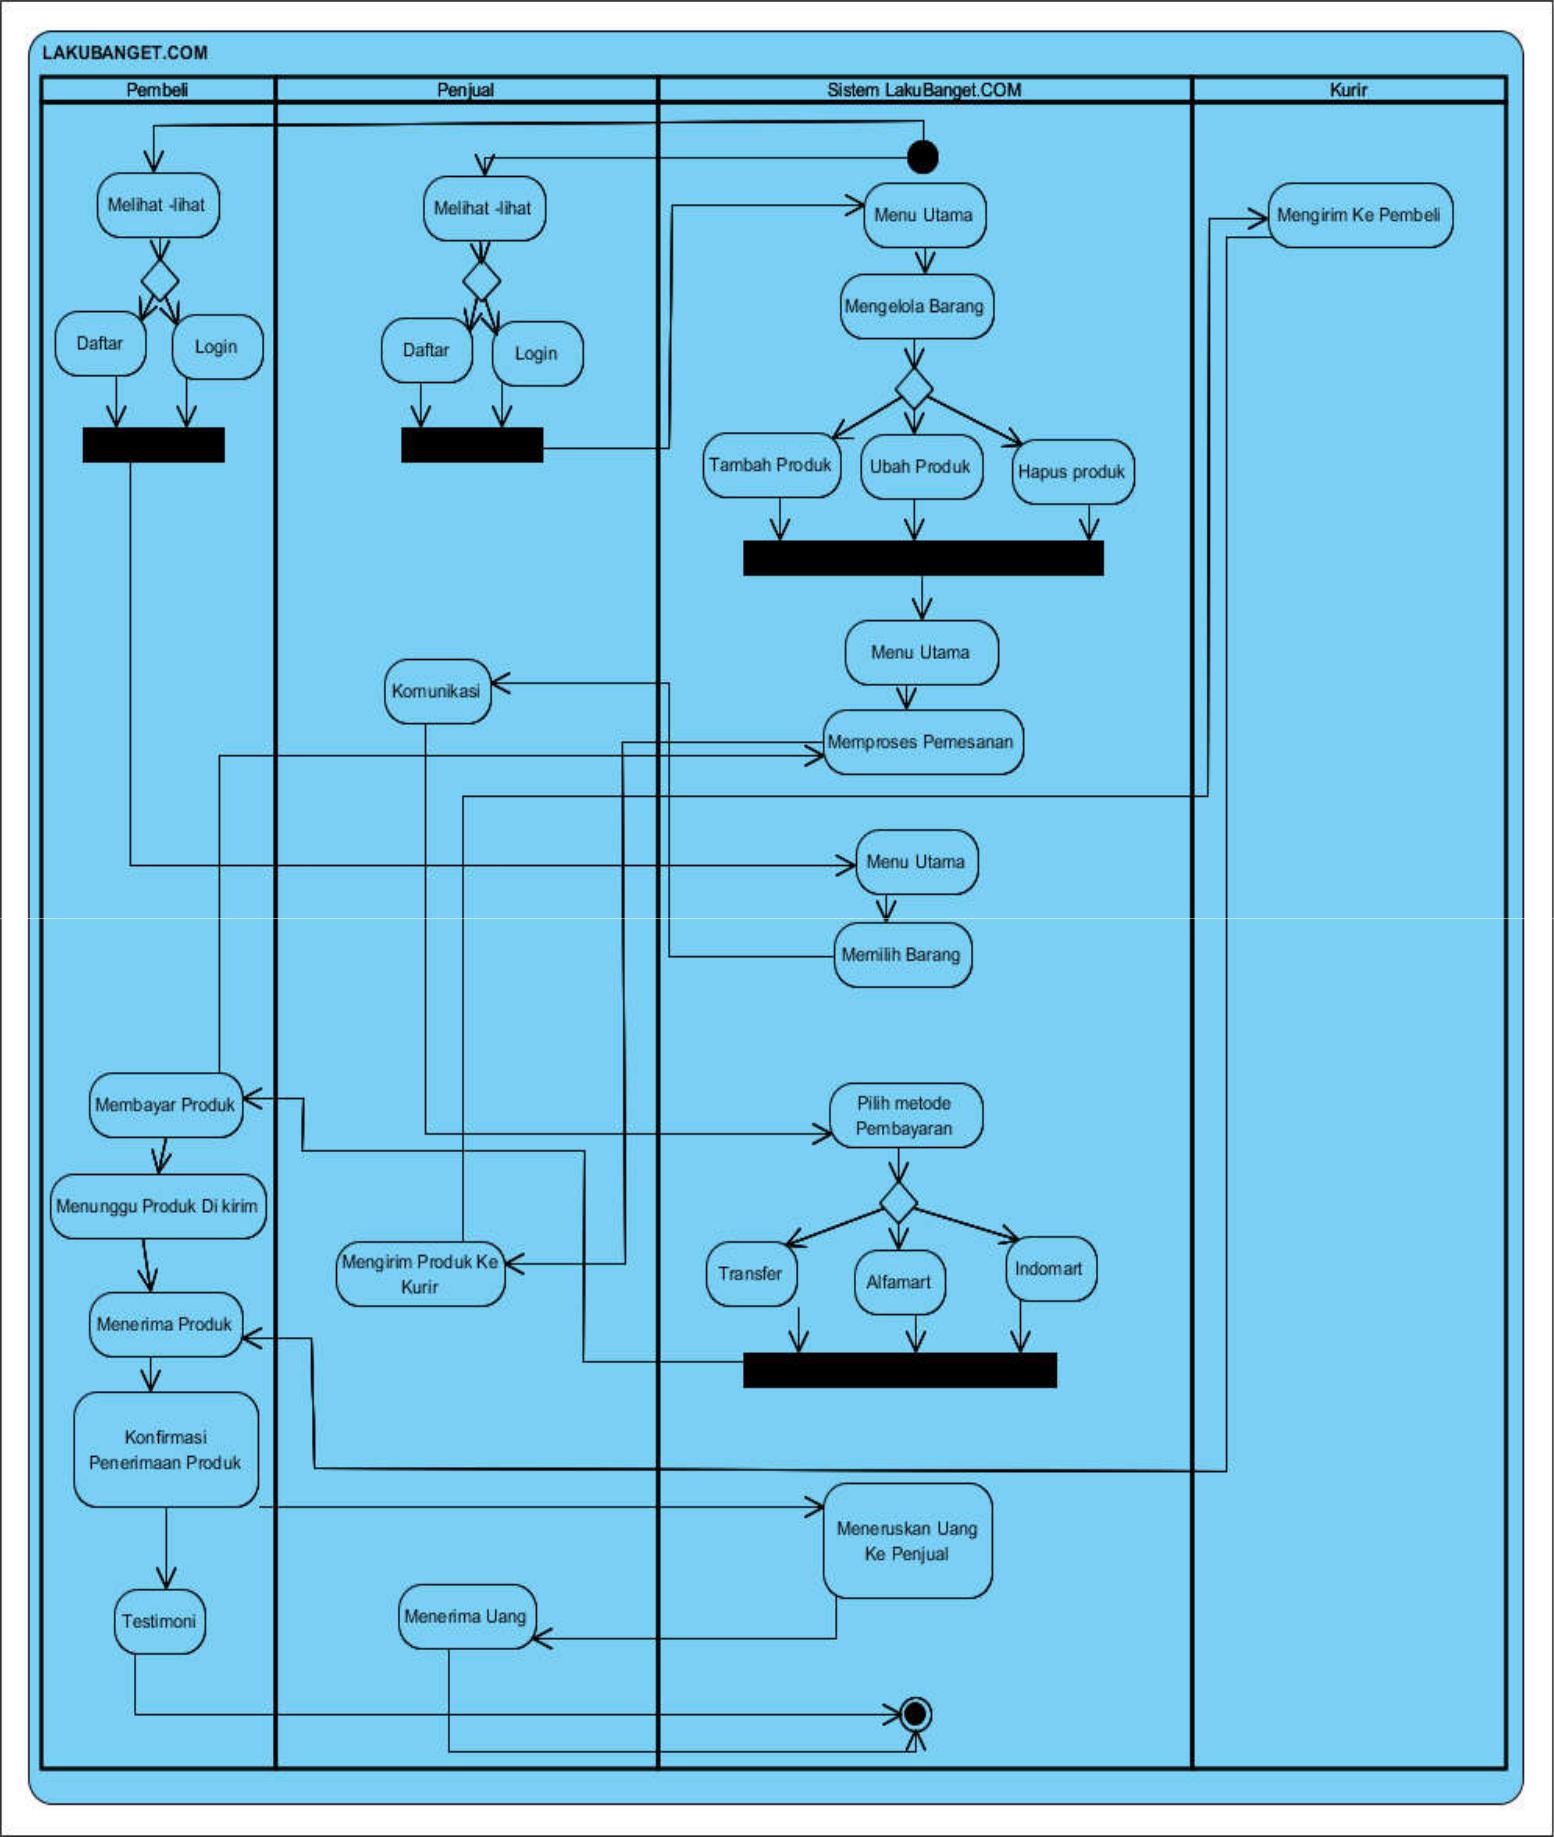 LAKUBANGET.COM
Pembeli
Penjual
Sistem LakuBanget.COM
Kurir
Melihat -lihat
Melihat -lihat
Menu Utama
Mengirim Ke Pembeli
Mengelola Barang
Daftar
Login
Daftar
Login
Tambah Produk
Ubah Produk
Hapus produk
Menu Utama
Komunikasi
Memproses Pemesanan
Menu Utama
Memilih Barang
Membayar Produk
Pilih metode
Pembayaran
Menunggu Produk Di kirim
Mengirim Produk Ke
Kurir
Transfer
Alfamart
Indomart
Menerima Produk
Konfirmasi
Penerimaan Produk
Meneruskan Uang
Ke Penjual
Testimoni
Menerima Uang